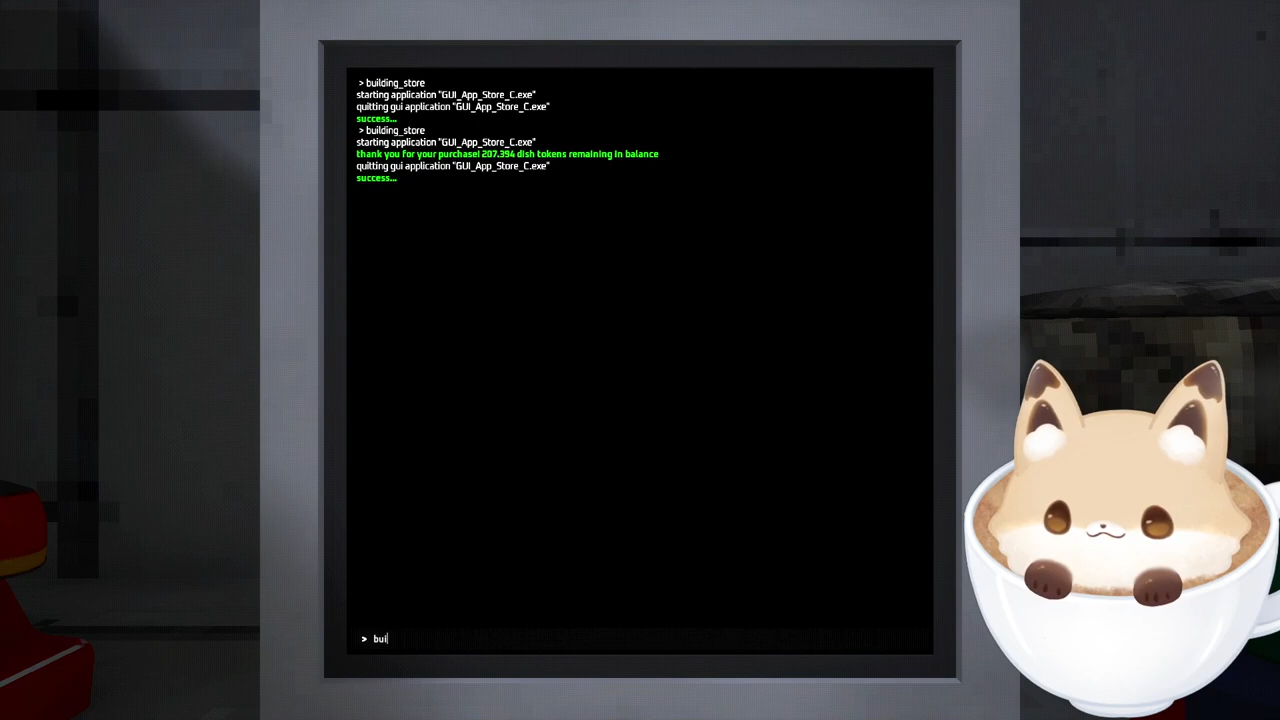 > building_store
starting application "GUI_App_Store_C.exe"
quitting gui application "GUI_App_Store_C.exe"
success...
> building_store
starting application "GUI_App_Store_C.exe"
thank you for your purchase! 207.394 dish tokens remaining in balance
quitting gui application "GUI_App_Store_C.exe"
success...
> bui